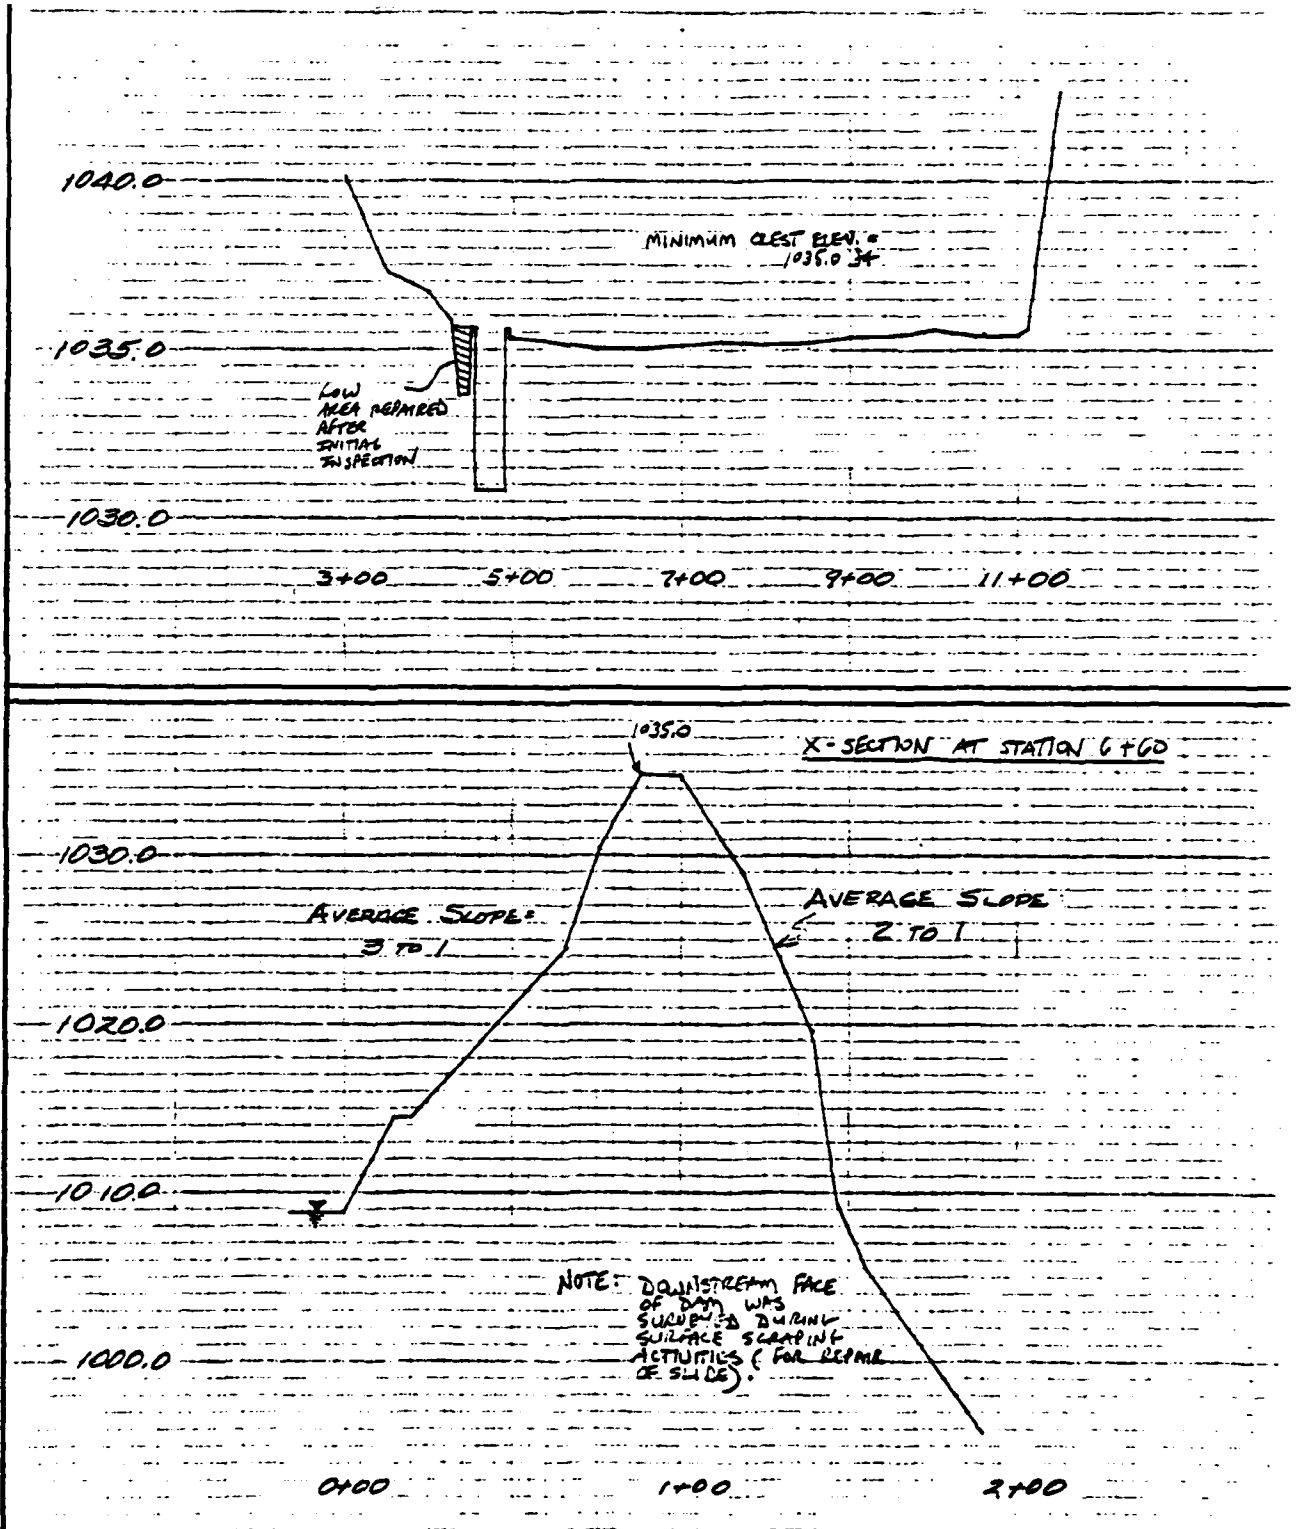 1040.0
MINIMUM CREST ELEV. =
1035.0
1035.0
LOW
AREA REPAIRED
AFTER
INITIAL
INSPECTION
1030.0
3+00 5+00 7+00 9+00 11+00
1035.0
X-SECTION AT STATION 6+60
1030.0
AVERAGE SLOPE=
3 TO 1
AVERAGE SLOPE
2 TO 1
1020.0
1010.0
NOTE: DOWNSTREAM FACE
OF DAM WAS
SURVEYED DURING
SURFACE SCRAPING
ACTIVITIES (FOR REPAIR
OF SLIDE).
1000.0
0+00 1+00 2+00